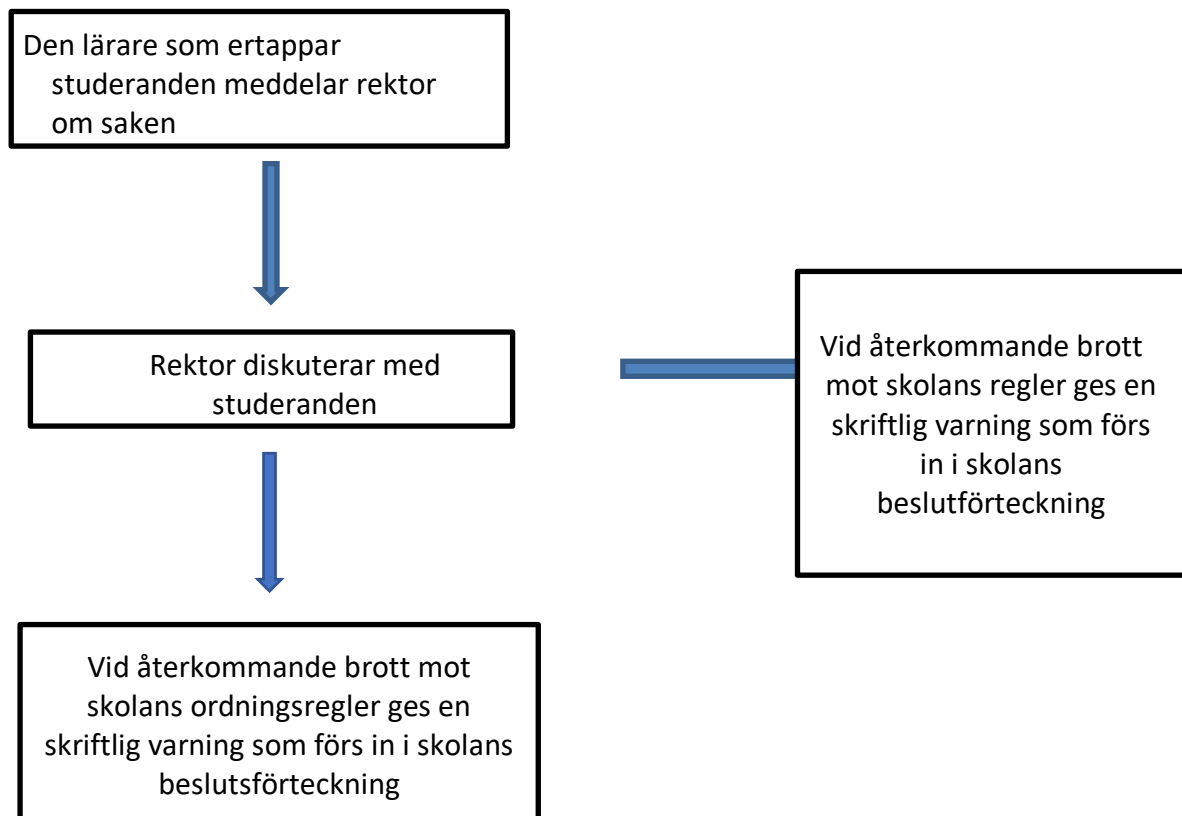 Den lärare som ertappar
studeranden meddelar rektor
om saken
Rektor diskuterar med
studeranden
Vid återkommande brott
mot skolans regler ges en
skriftlig varning som förs
in i skolans
beslutförteckning
Vid återkommande brott mot
skolans ordningsregler ges en
skriftlig varning som förs in i skolans
beslutsförteckning